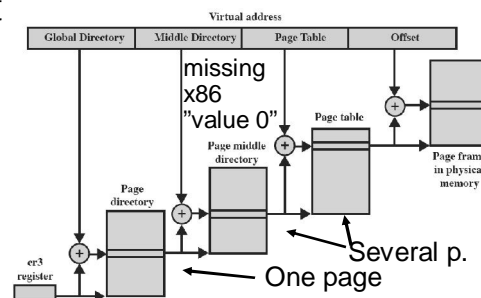 Virtual address
Global Directory Middle Directory Page Table Offset
missing
x86
"value 0"
Page table
Page middle
directory
Page fram
in physica
memory
Page
directory
Several p.
One page
cr3
register